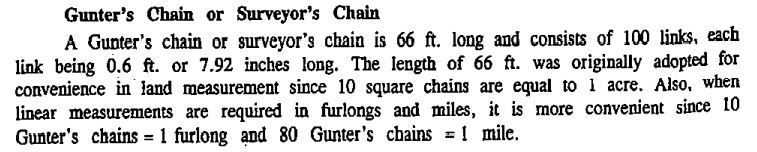 Gunter's Chain or Surveyor's Chain
A Gunter's chain or surveyor's chain is 66 ft. long and consists of 100 links, each
link being 0.6 ft. or 7.92 inches long. The length of 66 ft. was originally adopted for
convenience in land measurement since 10 square chains are equal to 1 acre. Also, when
linear measurements are required in furlongs and miles, it is more convenient since 10
Gunter's chains = 1 furlong and 80 Gunter's chains = 1 mile.